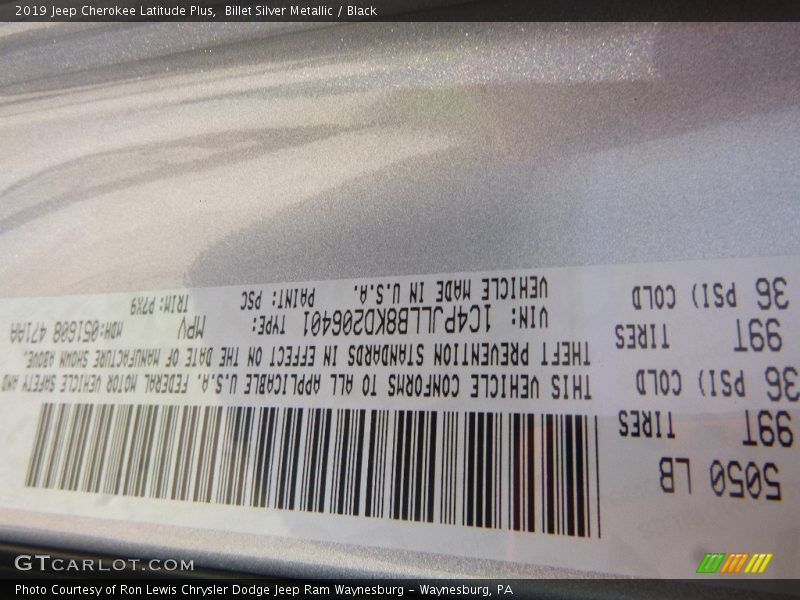 2019 Jeep Cherokee Latitude Plus,  Billet Silver Metallic / Black
5050 LB
99T TIRES
36 PSI) COLD
99T TIRES
36 PSI) COLD
THIS VEHICLE CONFORMS TO ALL APPLICABLE U.S.A. FEDERAL MOTOR VEHICLE SAFETY AND
THEFT PREVENTION STANDARDS IN EFFECT ON THE DATE OF MANUFACTURE SHOWN ABOVE.
VIN: 1C4PJLLB8KD206401 TYPE: MPV MDH:051608 471AA
VEHICLE MADE IN U.S.A. PAINT: PSC TRIM: P7X9
GTCARLOT.COM
Photo Courtesy of Ron Lewis Chrysler Dodge Jeep Ram Waynesburg – Waynesburg, PA